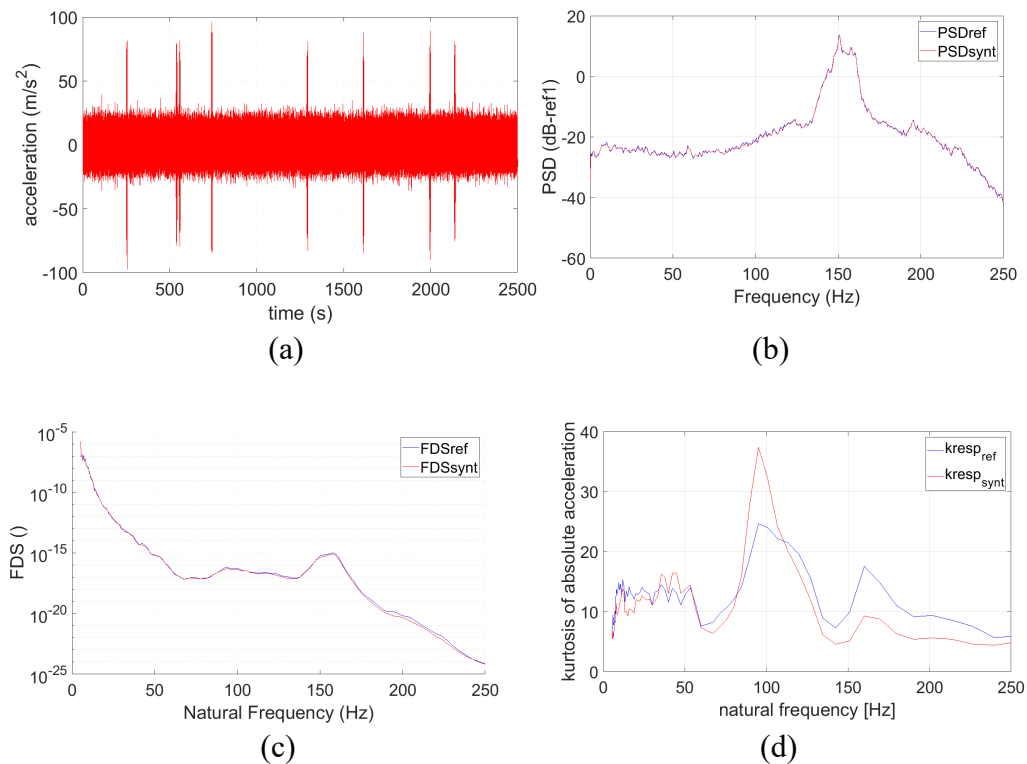 100
50
0
-50
-100
acceleration (m/s²)
0 500 1000 1500 2000 2500
time (s)
(a)
20
0
-20
-40
-60
PSD (dB-ref1)
PSDref
PSDsynt
0 50 100 150 200 250
Frequency (Hz)
(b)
10⁻⁵
10⁻¹⁰
10⁻¹⁵
10⁻²⁰
10⁻²⁵
FDS ()
FDSref
FDSsynt
0 50 100 150 200 250
Natural Frequency (Hz)
(c)
40
30
20
10
0
kurtosis of absolute acceleration
kresp_ref
kresp_synt
0 50 100 150 200 250
natural frequency [Hz]
(d)